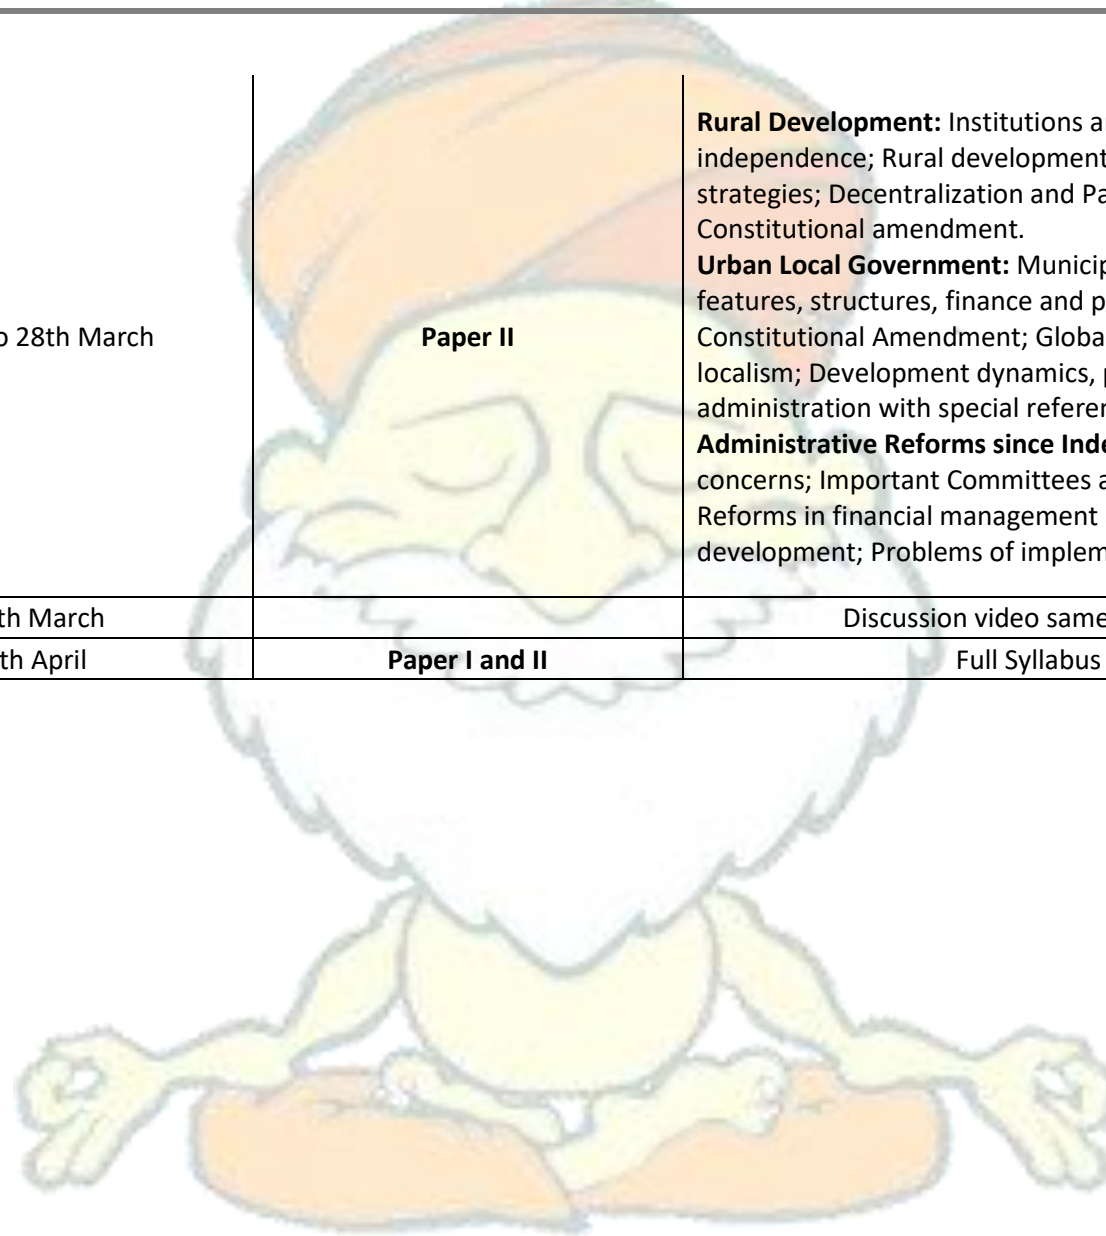 Rural Development: Institutions a
independence; Rural development
strategies; Decentralization and Pa
Constitutional amendment.
Urban Local Government: Municip
features, structures, finance and p
o 28th March
Paper II
Constitutional Amendment; Globa
localism; Development dynamics, p
administration with special referen
Administrative Reforms since Inde
concerns; Important Committees a
Reforms in financial management
development; Problems of implem
th March
Discussion video same
th April
Paper I and II
Full Syllabus